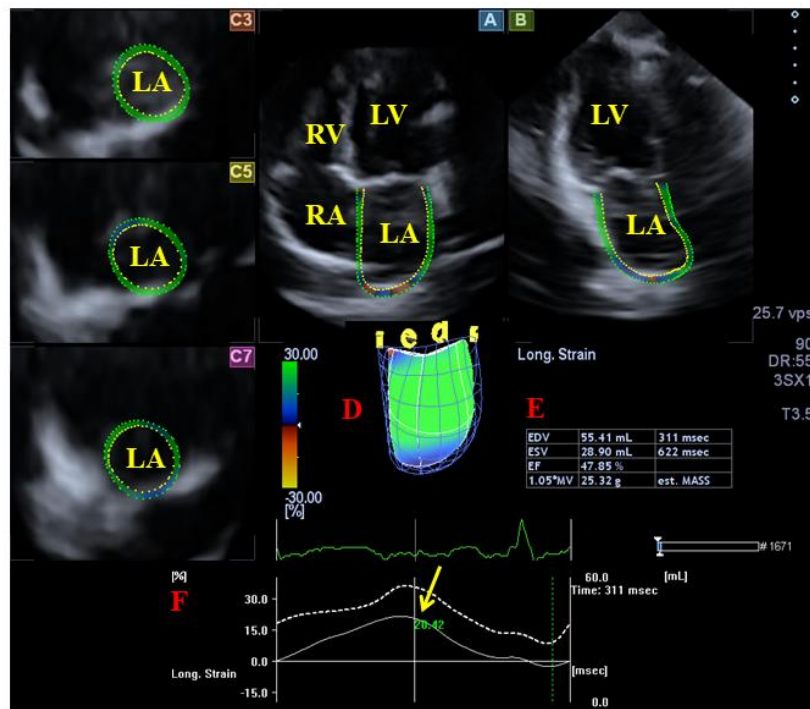 C3
LA
C5
LA
C7
LA
A
LV
RV
RA
LA
B
LV
LA
25.7 vps
90
DR:55
3SX1
T3.5
30.00
-30.00
[%]
D
Long. Strain
E
EDV 55.41 mL 311 msec
ESV 28.90 mL 622 msec
EF 47.85 %
1.05*MV 25.32 g est. MASS
#1671
F
[%]
30.0
15.0
0.0
-15.0
Long. Strain
20.42
60.0 [mL]
Time: 311 msec
[msec]
0.0